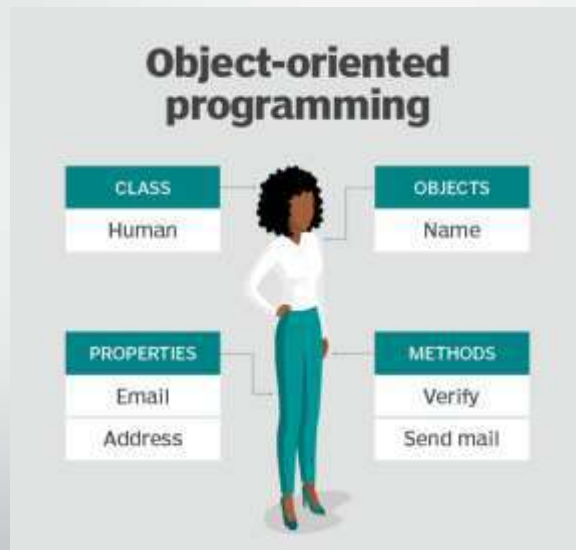 Object-oriented
programming
CLASS
Human
OBJECTS
Name
PROPERTIES
Email
Address
METHODS
Verify
Send mail